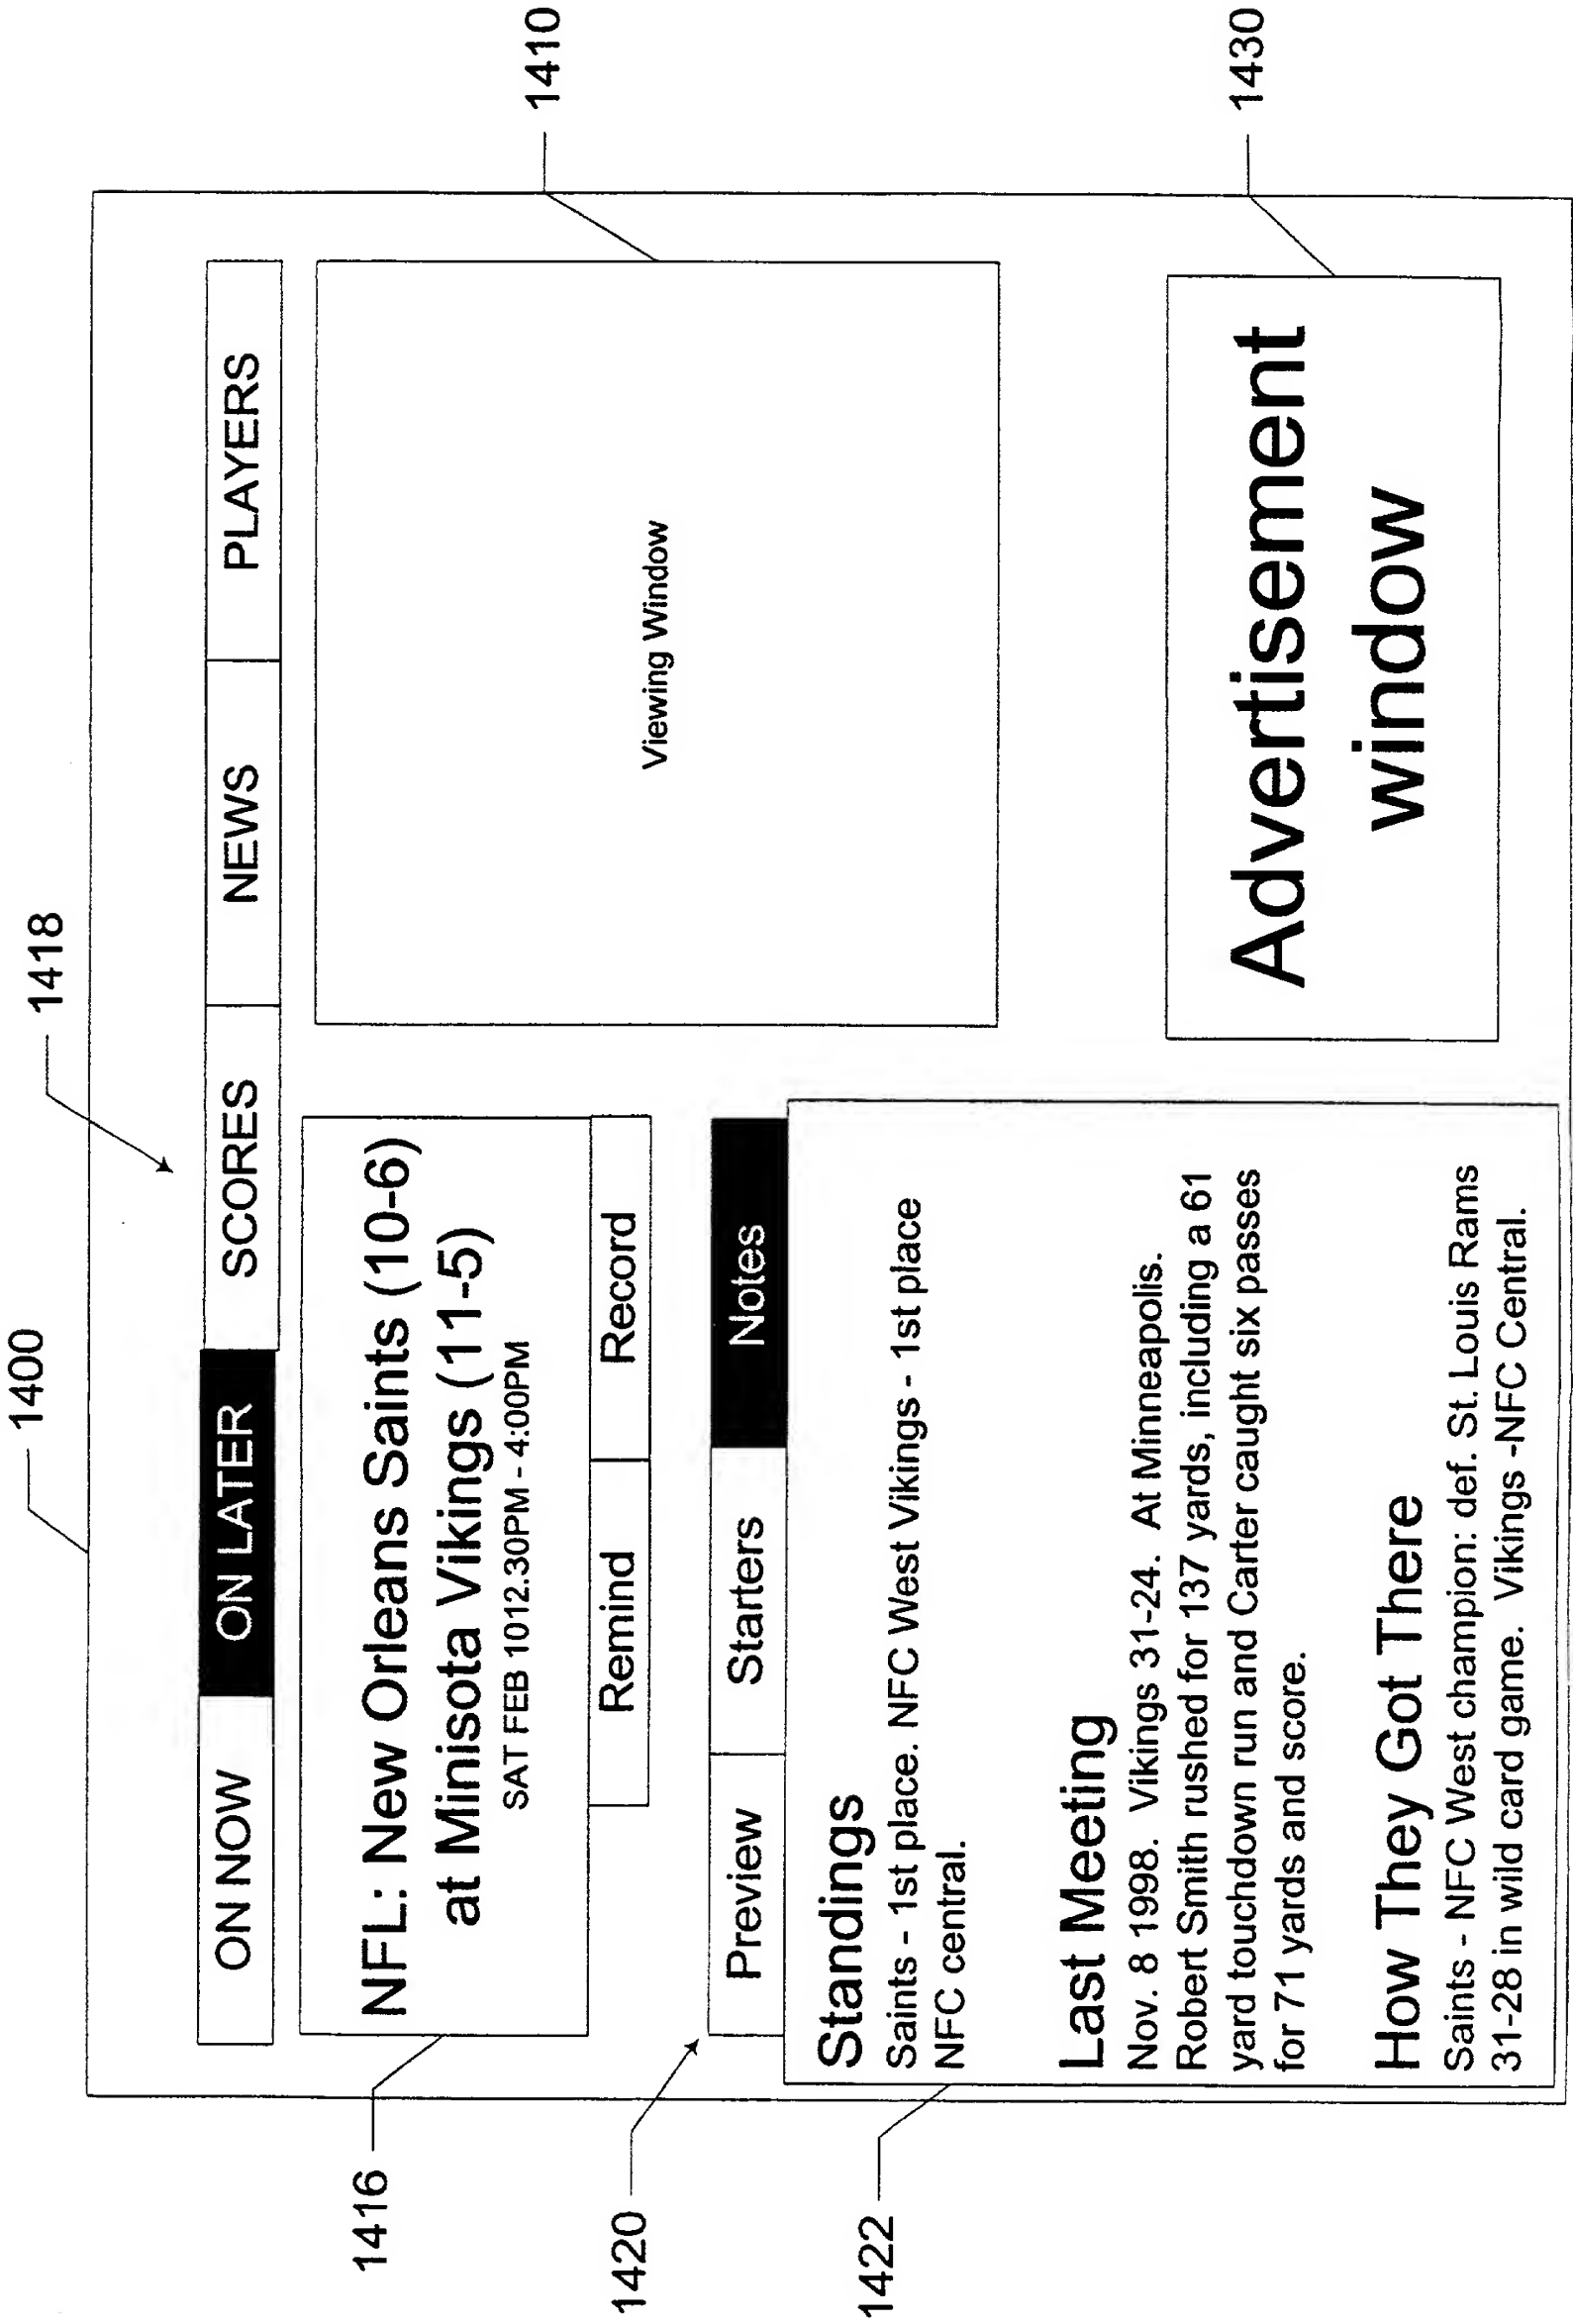 1400
1418
ON NOW
ON LATER
SCORES
NEWS
PLAYERS
1416
NFL: New Orleans Saints (10-6)
at Minisota Vikings (11-5)
SAT FEB 1012.30PM - 4:00PM
Remind
Record
Viewing Window
1410
1420
Preview
Starters
Notes
1422
Standings
Saints - 1st place. NFC West Vikings - 1st place
NFC central.
Last Meeting
Nov. 8 1998. Vikings 31-24. At Minneapolis.
Robert Smith rushed for 137 yards, including a 61
yard touchdown run and Carter caught six passes
for 71 yards and score.
How They Got There
Saints - NFC West champion: def. St. Louis Rams
31-28 in wild card game. Vikings -NFC Central.
Advertisement
window
1430